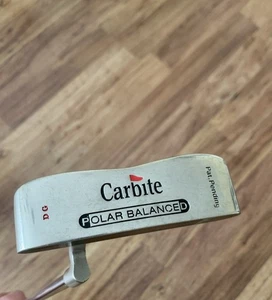 Carbite
POLAR BALANCED
DG
Pat. Pending